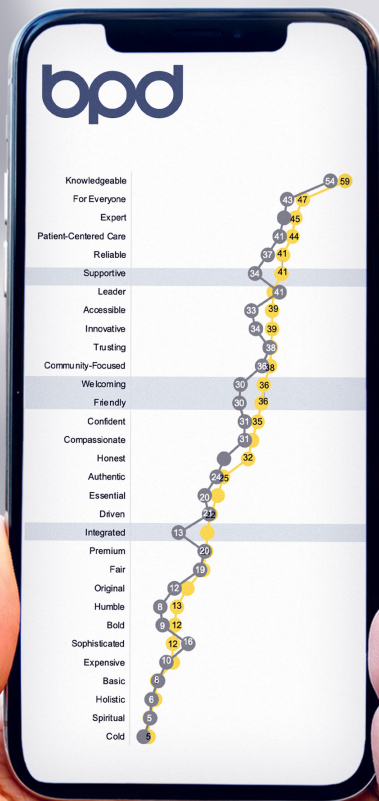 bpd
Knowledgeable 54 59
For Everyone 43 47
Expert 45
Patient-Centered Care 41 44
Reliable 37 41
Supportive 34 41
Leader 41
Accessible 33 39
Innovative 34 39
Trusting 38
Community-Focused 36 38
Welcoming 30 36
Friendly 30 36
Confident 31 35
Compassionate 31
Honest 32
Authentic 24 25
Essential 20
Driven
Integrated 13
Premium 20
Fair 19
Original 12
Humble 8 13
Bold 9 12
Sophisticated 12 16
Expensive 10
Basic 8
Holistic 6
Spiritual 5
Cold 5